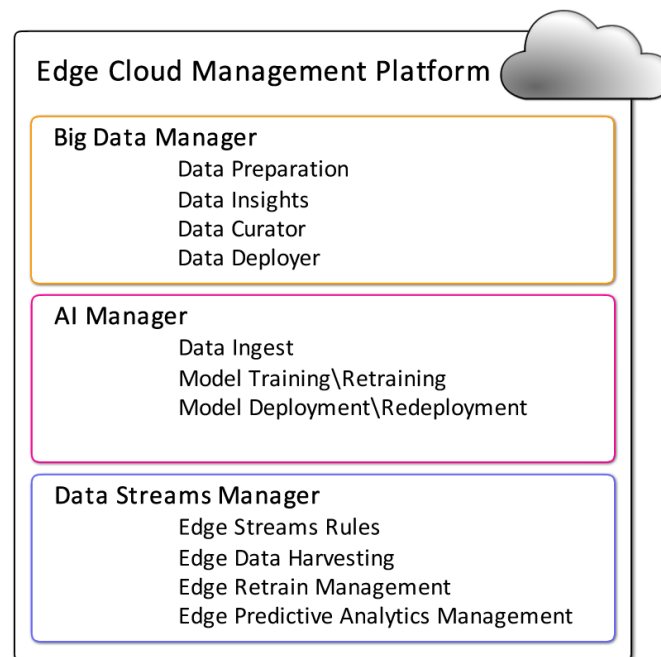 Edge Cloud Management Platform
Big Data Manager
Data Preparation
Data Insights
Data Curator
Data Deployer
AI Manager
Data Ingest
Model Training\Retraining
Model Deployment\Redeployment
Data Streams Manager
Edge Streams Rules
Edge Data Harvesting
Edge Retrain Management
Edge Predictive Analytics Management